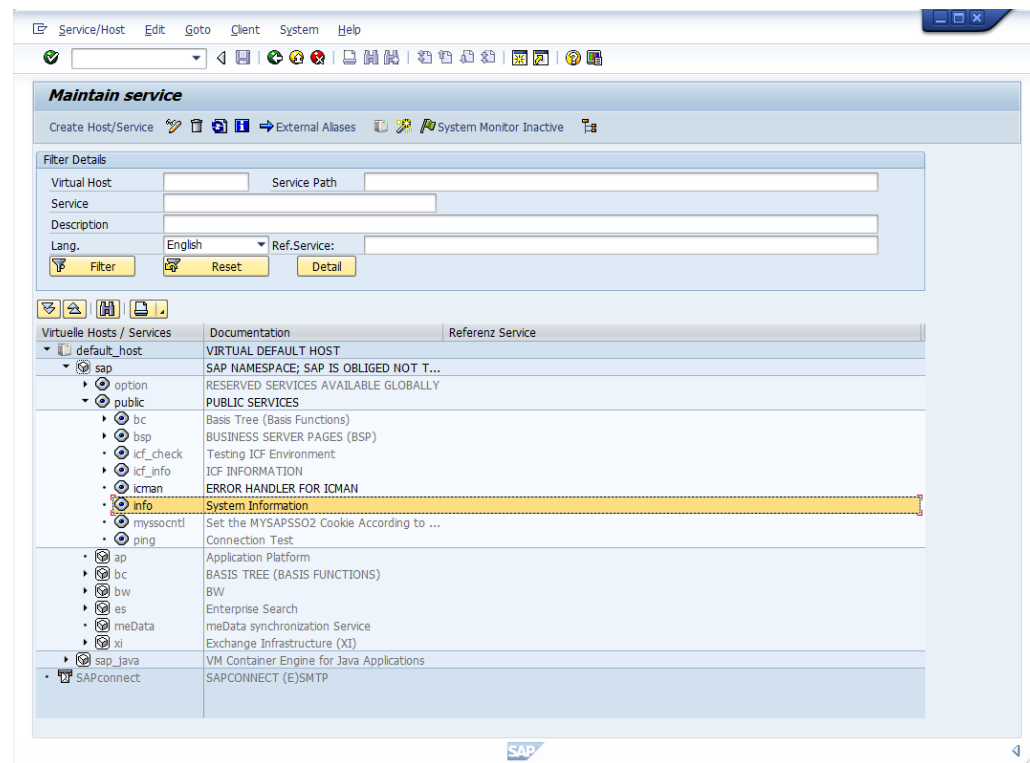 Service/Host Edit Goto Client System Help
Maintain service
Create Host/Service External Aliases System Monitor Inactive
Filter Details
Virtual Host Service Path
Service
Description
Lang. English Ref.Service:
Filter Reset Detail
Virtuelle Hosts / Services Documentation Referenz Service
default_host VIRTUAL DEFAULT HOST
sap SAP NAMESPACE; SAP IS OBLIGED NOT T...
option RESERVED SERVICES AVAILABLE GLOBALLY
public PUBLIC SERVICES
bc Basis Tree (Basis Functions)
bsp BUSINESS SERVER PAGES (BSP)
icf_check Testing ICF Environment
icf_info ICF INFORMATION
icman ERROR HANDLER FOR ICMAN
info System Information
myssocntl Set the MYSAPSSO2 Cookie According to ...
ping Connection Test
ap Application Platform
bc BASIS TREE (BASIS FUNCTIONS)
bw BW
es Enterprise Search
meData meData synchronization Service
xi Exchange Infrastructure (XI)
sap_java VM Container Engine for Java Applications
SAPconnect SAPCONNECT (E)SMTP
SAP